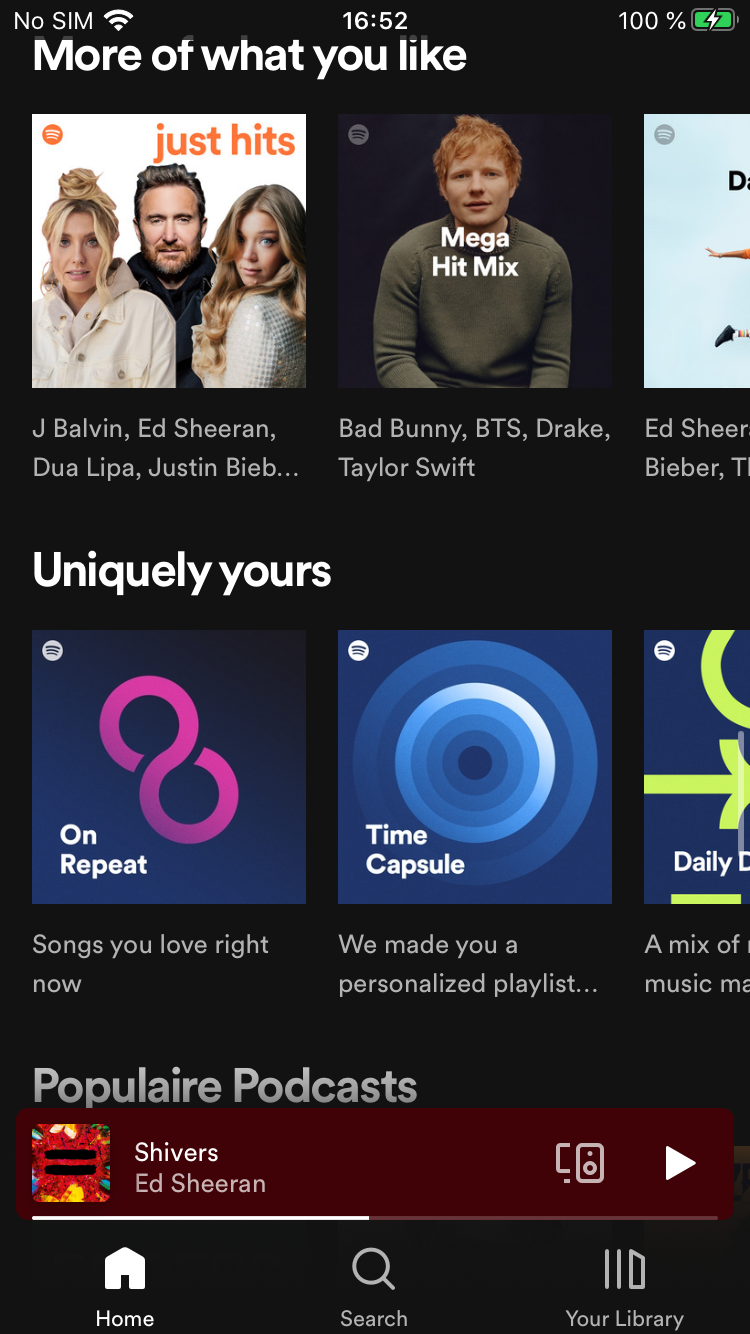 No SIM 16:52 100 %
More of what you like
just hits
Mega
Hit Mix
J Balvin, Ed Sheeran,
Dua Lipa, Justin Bieb...
Bad Bunny, BTS, Drake,
Taylor Swift
Ed Sheer
Bieber, T
Uniquely yours
On
Repeat
Time
Capsule
Daily D
Songs you love right
now
We made you a
personalized playlist...
A mix of
music ma
Populaire Podcasts
Shivers
Ed Sheeran
Home
Search
Your Library